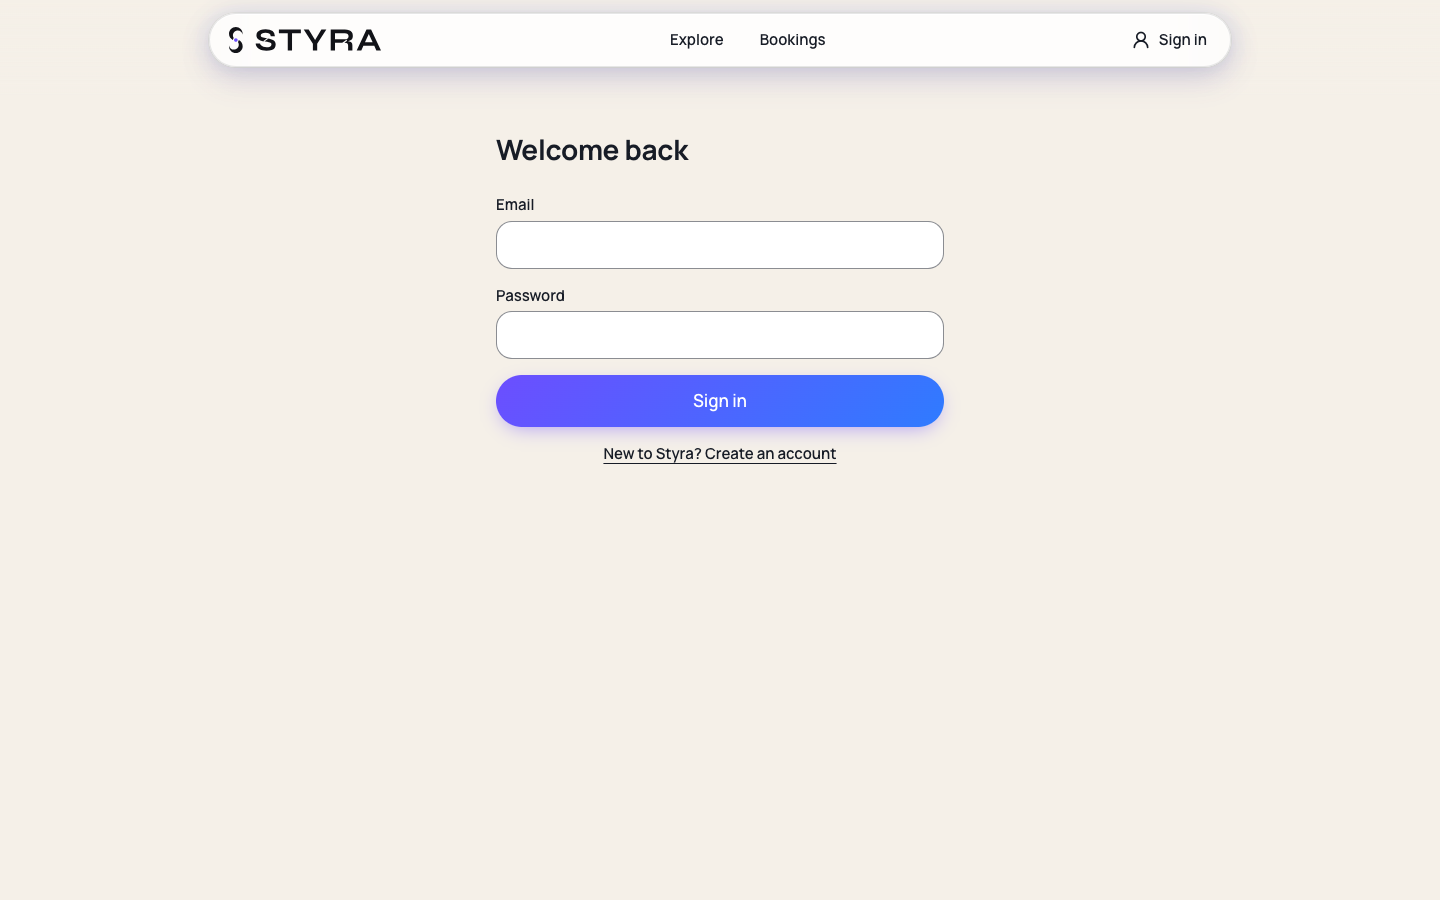 STYRA
Explore
Bookings
Sign in
Welcome back
Email
Password
Sign in
New to Styra? Create an account